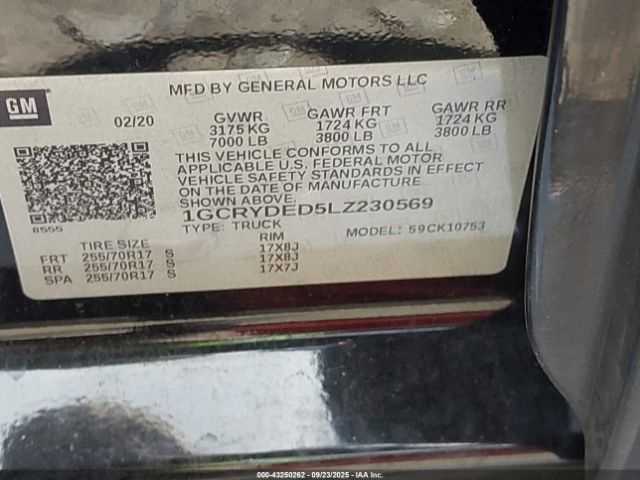 MFD BY GENERAL MOTORS LLC
GM
02/20 GVWR GAWR FRT GAWR RR
3175 KG 1724 KG 1724 KG
7000 LB 3800 LB 3800 LB
THIS VEHICLE CONFORMS TO ALL
APPLICABLE U.S. FEDERAL MOTOR
VEHICLE SAFETY STANDARDS IN EFFECT
ON THE DATE OF MANUFACTURE
SHOWN ABOVE.
1GCRYDED5LZ230569
8555 TYPE: TRUCK MODEL: 59CK10753
TIRE SIZE RIM
FRT 255/70R17 S 17X8J
RR 255/70R17 S 17X8J
SPA 255/70R17 S 17X7J
000-43250262 - 09/23/2025 - IAA Inc.